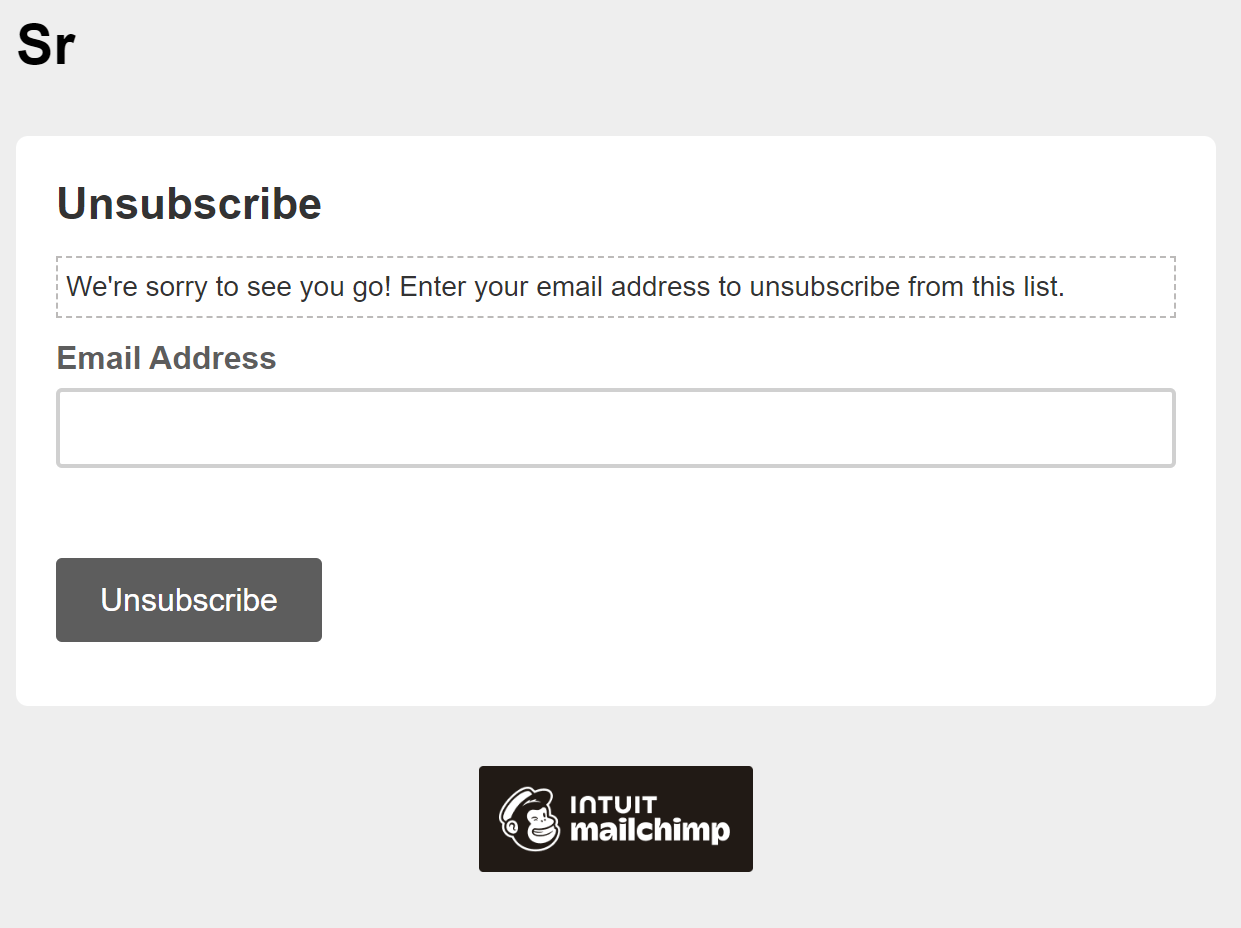 Sr
Unsubscribe
We're sorry to see you go! Enter your email address to unsubscribe from this list.
Email Address
Unsubscribe
INTUIT
mailchimp